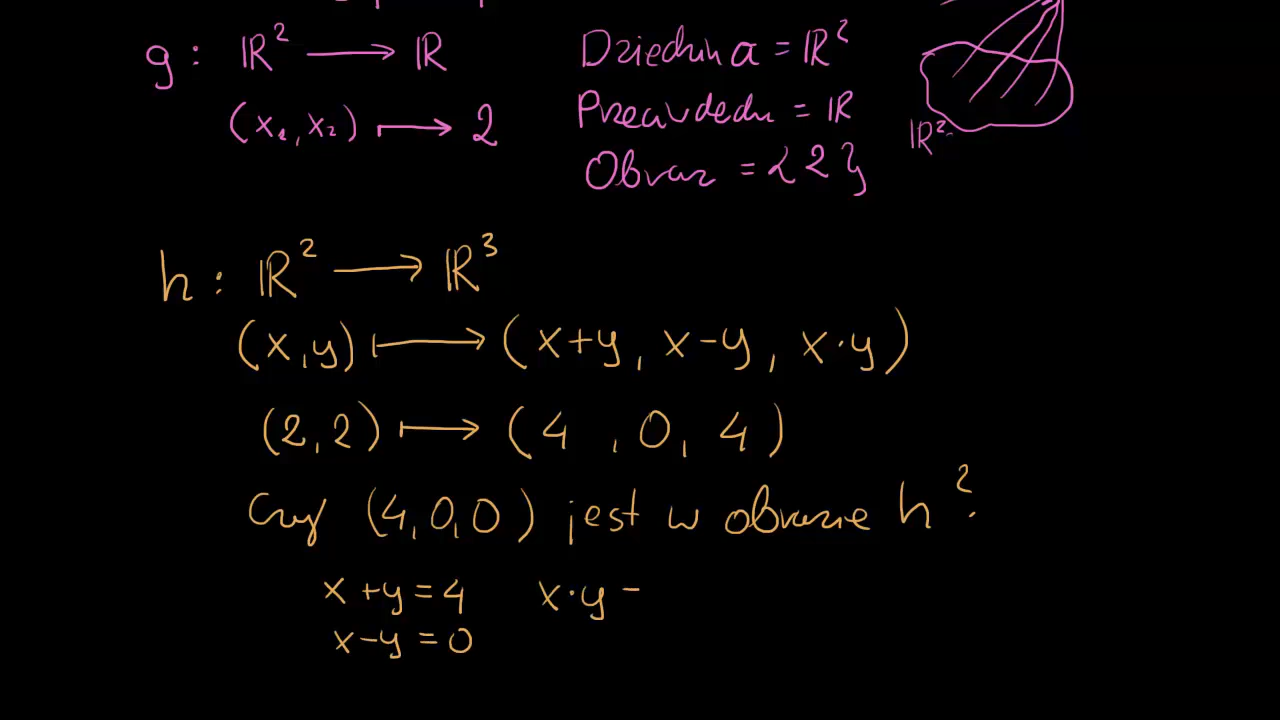 g : ℝ² ⟶ ℝ
(x₁, x₂) ⟼ 2
Dziedzina = ℝ²
Przeciwdziedz = ℝ
Obraz = {2}
ℝ²
h : ℝ² ⟶ ℝ³
(x, y) ⟼ (x+y, x-y, x·y)
(2, 2) ⟼ (4, 0, 4)
Czy (4, 0, 0) jest w obrazie h?
x + y = 4 x·y =
x - y = 0